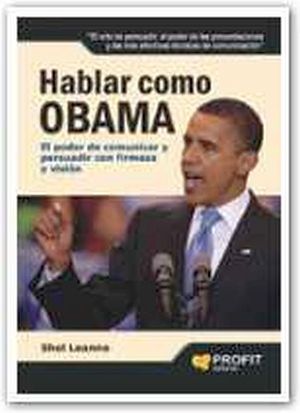 "El arte de persuadir, el poder de las presentaciones
y las más efectivas técnicas de comunicación"
Hablar como
OBAMA
El poder de comunicar y
persuadir con firmeza
y visión
Shel Leanne
PROFIT